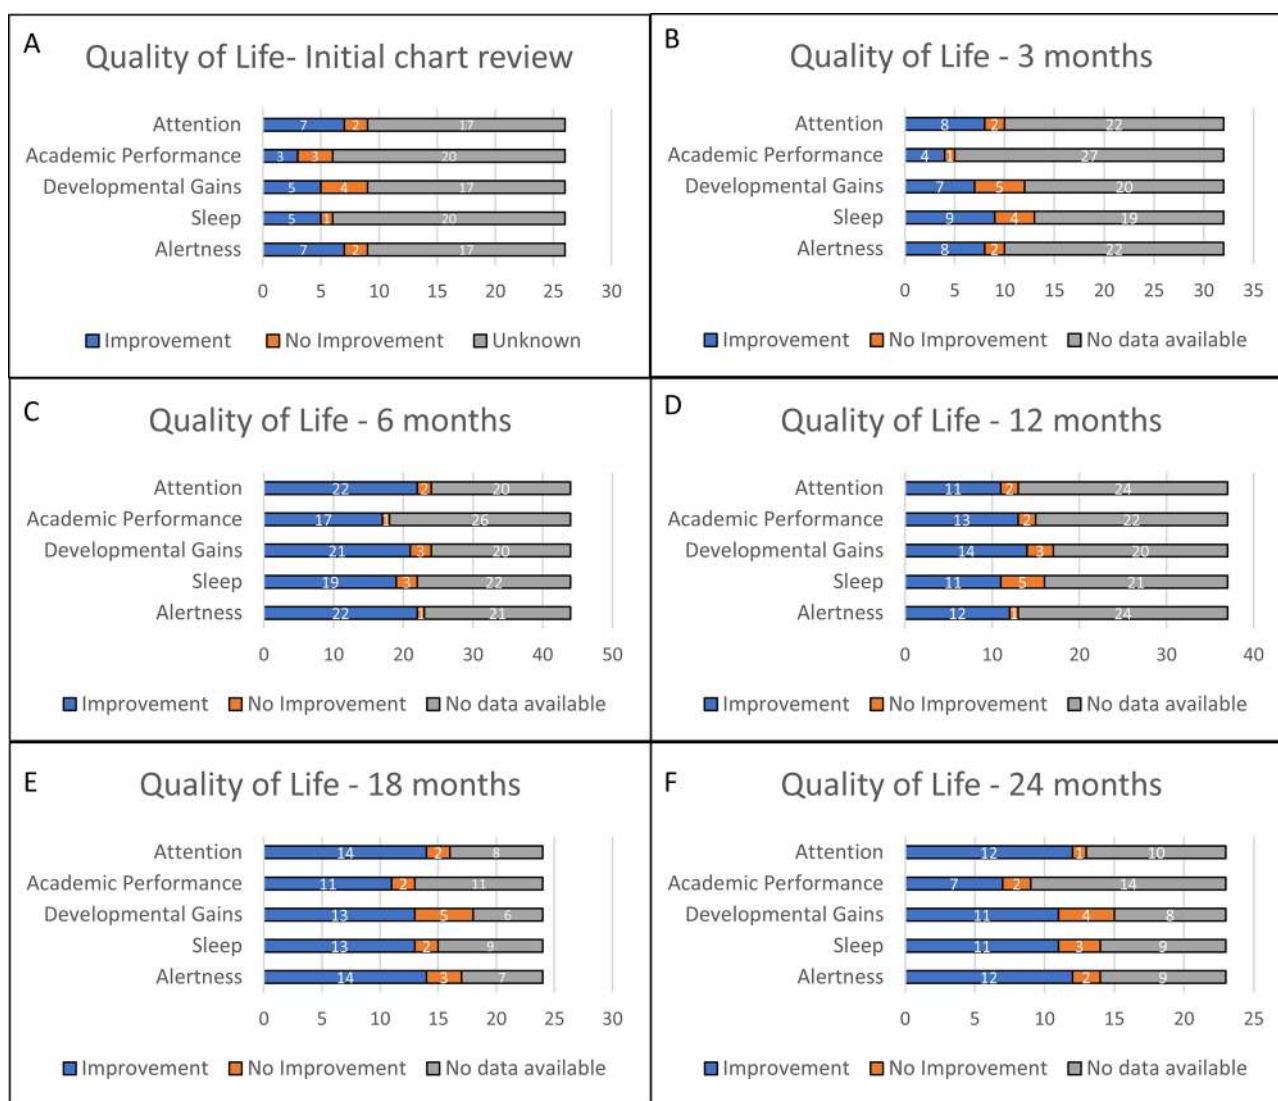 A
Quality of Life- Initial chart review
Attention 7 2 17
Academic Performance 3 3 20
Developmental Gains 5 4 17
Sleep 5 1 20
Alertness 7 2 17
0 5 10 15 20 25 30
Improvement No Improvement Unknown
B
Quality of Life - 3 months
Attention 8 2 22
Academic Performance 4 1 27
Developmental Gains 7 5 20
Sleep 9 4 19
Alertness 8 2 22
0 5 10 15 20 25 30 35
Improvement No Improvement No data available
C
Quality of Life - 6 months
Attention 22 2 20
Academic Performance 17 1 26
Developmental Gains 21 3 20
Sleep 19 3 22
Alertness 22 1 21
0 10 20 30 40 50
Improvement No Improvement No data available
D
Quality of Life - 12 months
Attention 11 2 24
Academic Performance 13 2 22
Developmental Gains 14 3 20
Sleep 11 5 21
Alertness 12 1 24
0 10 20 30 40
Improvement No Improvement No data available
E
Quality of Life - 18 months
Attention 14 2 8
Academic Performance 11 2 11
Developmental Gains 13 5 6
Sleep 13 2 9
Alertness 14 3 7
0 5 10 15 20 25 30
Improvement No Improvement No data available
F
Quality of Life - 24 months
Attention 12 1 10
Academic Performance 7 2 14
Developmental Gains 11 4 8
Sleep 11 3 9
Alertness 12 2 9
0 5 10 15 20 25
Improvement No Improvement No data available